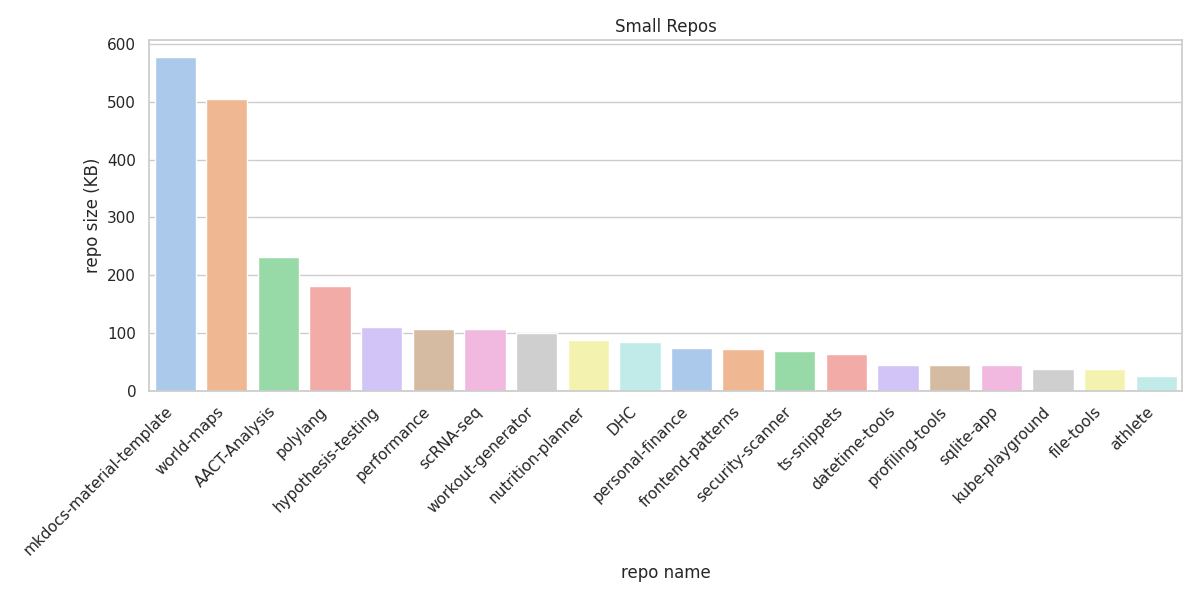 Small Repos
repo size (KB)
600
500
400
300
200
100
0
mkdocs-material-template
world-maps
AACT-Analysis
polylang
hypothesis-testing
performance
scRNA-seq
workout-generator
nutrition-planner
DHC
personal-finance
frontend-patterns
security-scanner
ts-snippets
datetime-tools
profiling-tools
sqlite-app
kube-playground
file-tools
athlete
repo name